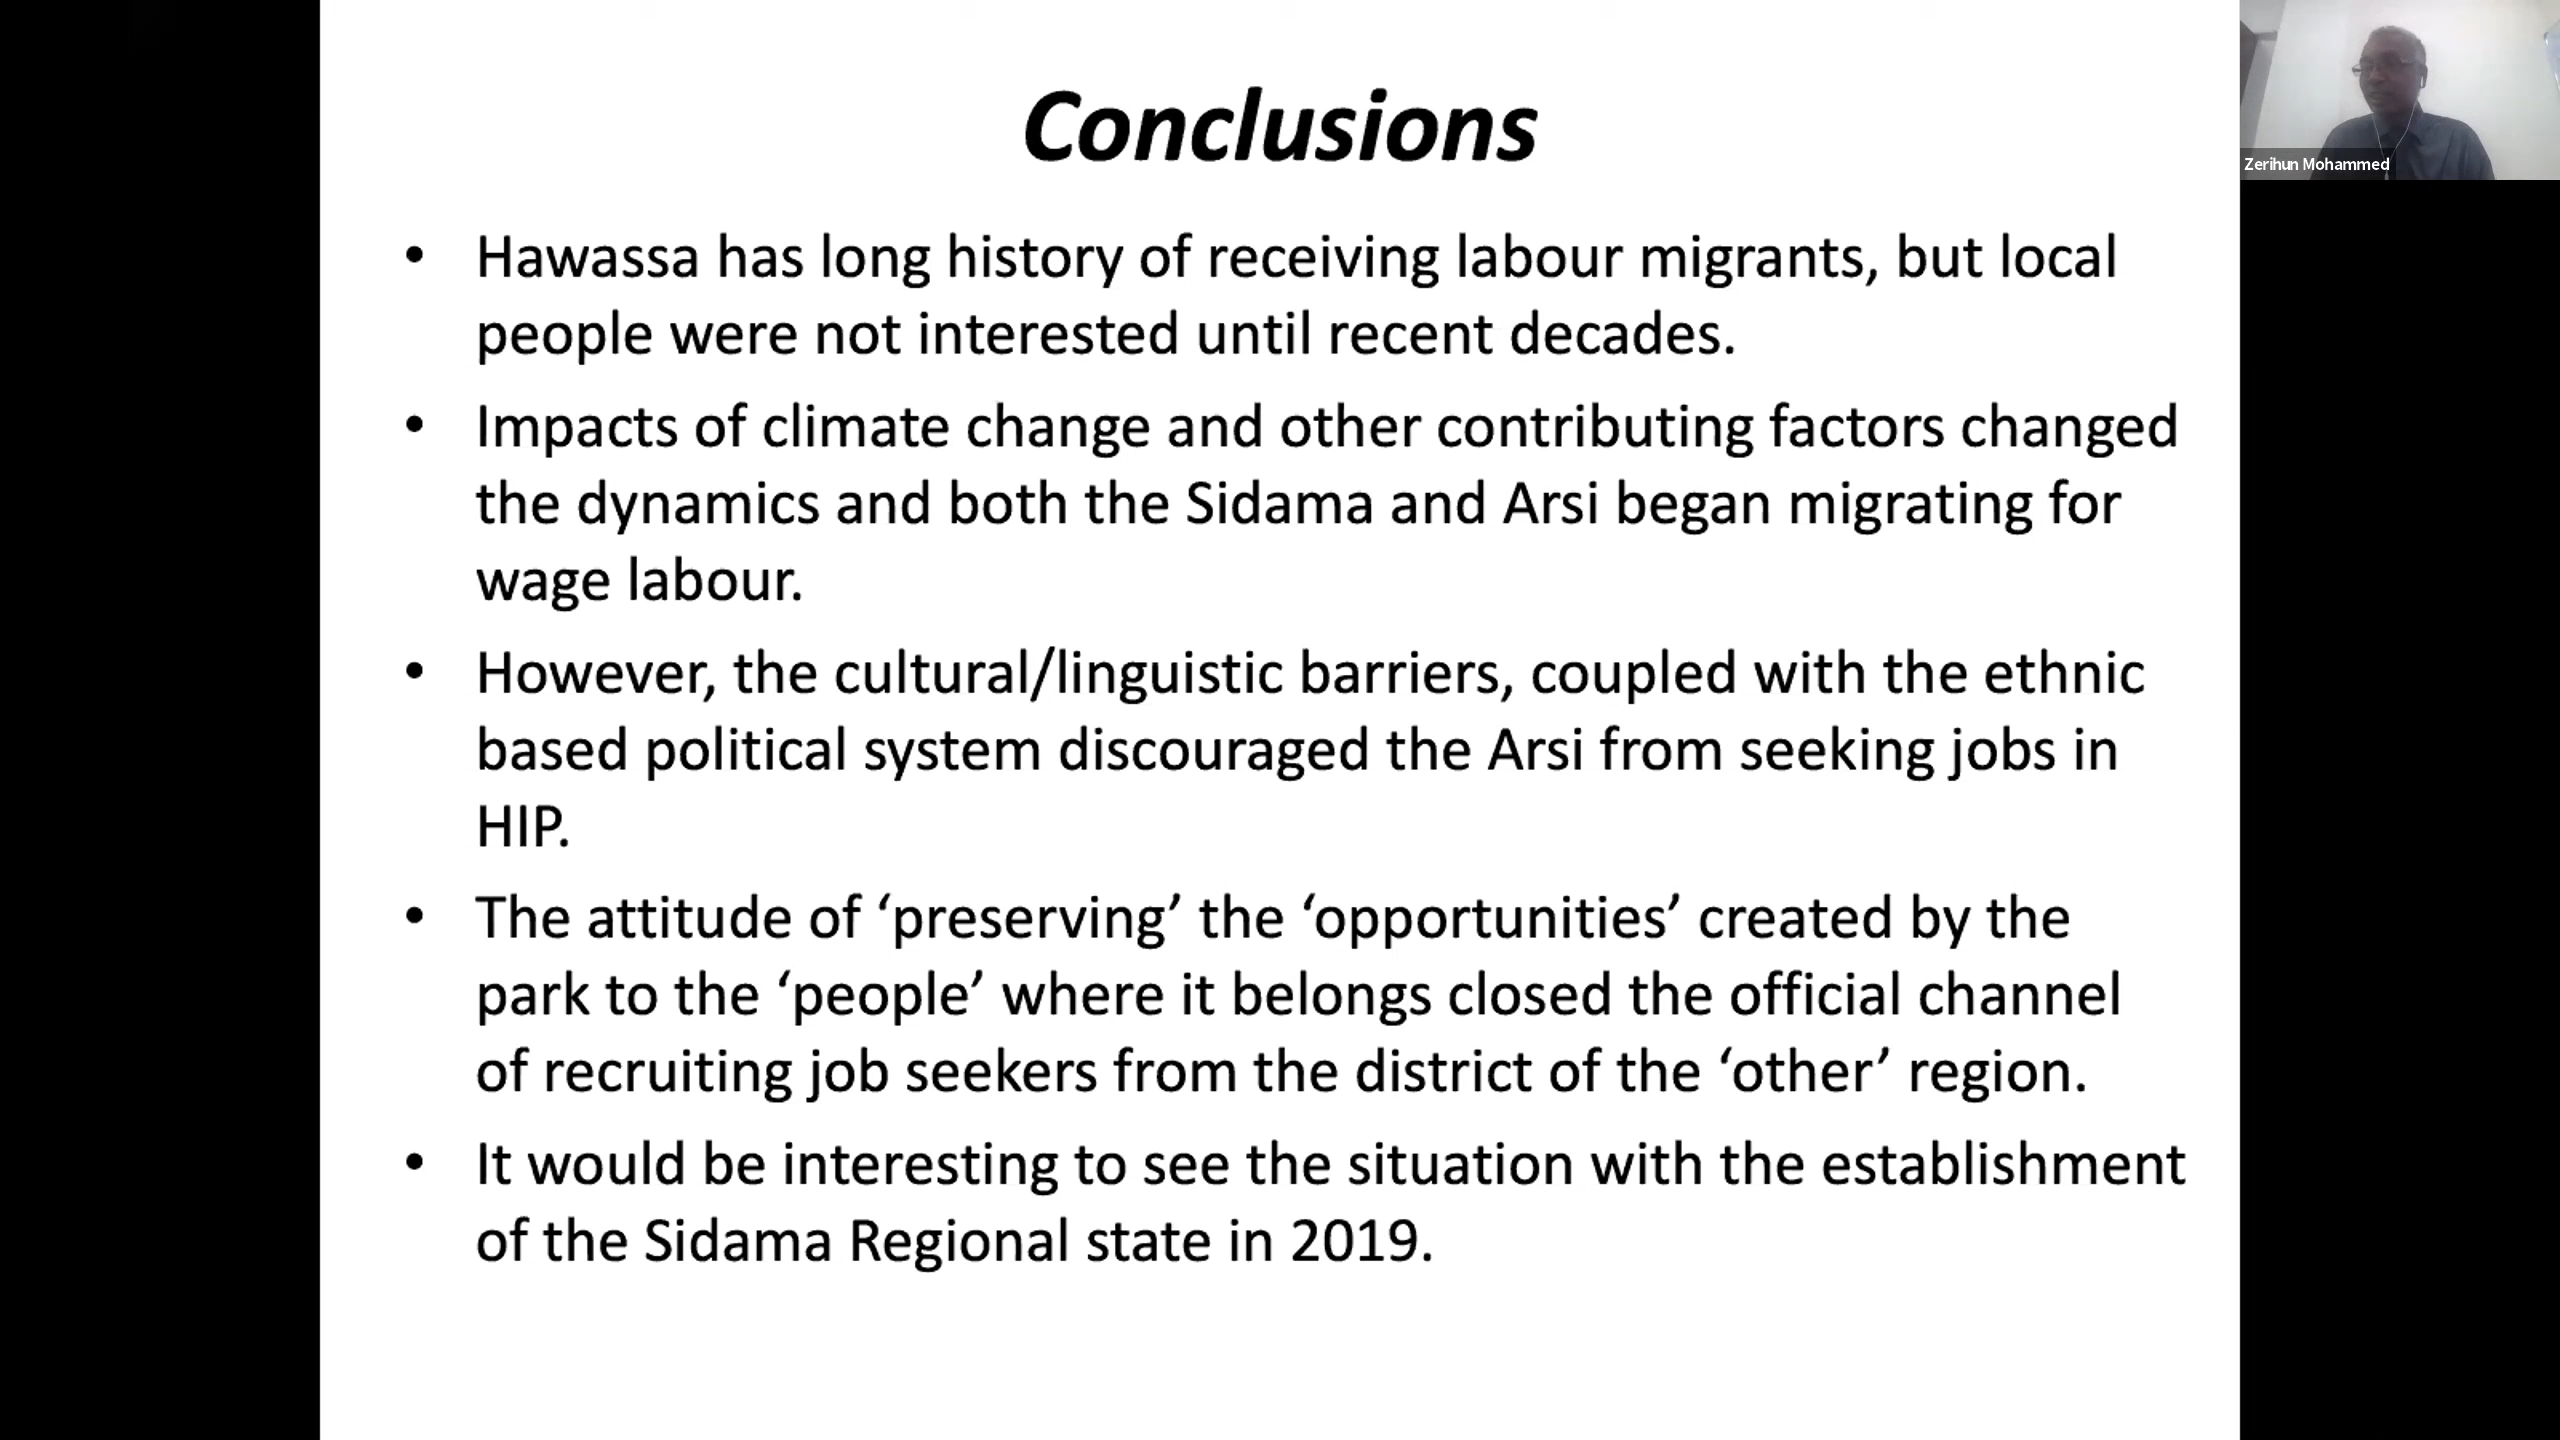 Conclusions
Zerihun Mohammed
• Hawassa has long history of receiving labour migrants, but local
people were not interested until recent decades.
• Impacts of climate change and other contributing factors changed
the dynamics and both the Sidama and Arsi began migrating for
wage labour.
• However, the cultural/linguistic barriers, coupled with the ethnic
based political system discouraged the Arsi from seeking jobs in
HIP.
• The attitude of ‘preserving’ the ‘opportunities’ created by the
park to the ‘people’ where it belongs closed the official channel
of recruiting job seekers from the district of the ‘other’ region.
• It would be interesting to see the situation with the establishment
of the Sidama Regional state in 2019.